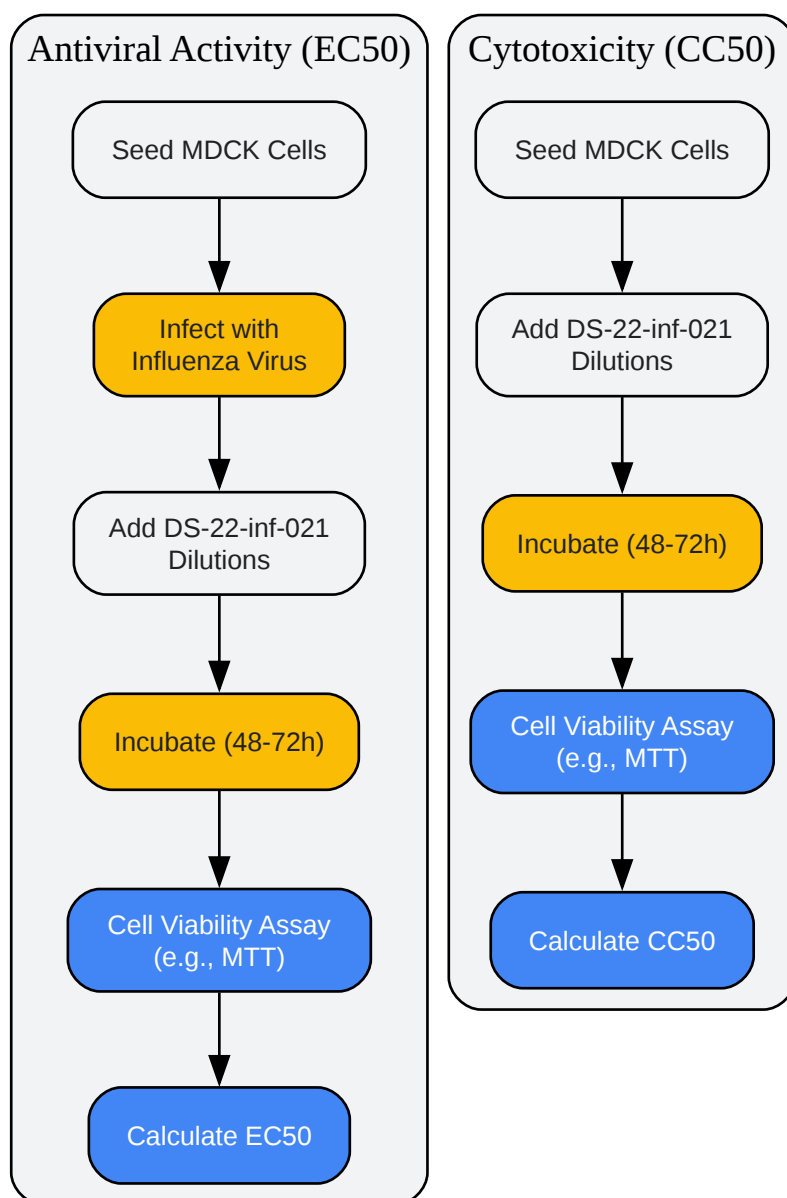 Antiviral Activity (EC50)
Seed MDCK Cells
Infect with
Influenza Virus
Add DS-22-inf-021
Dilutions
Incubate (48-72h)
Cell Viability Assay
(e.g., MTT)
Calculate EC50
Cytotoxicity (CC50)
Seed MDCK Cells
Add DS-22-inf-021
Dilutions
Incubate (48-72h)
Cell Viability Assay
(e.g., MTT)
Calculate CC50